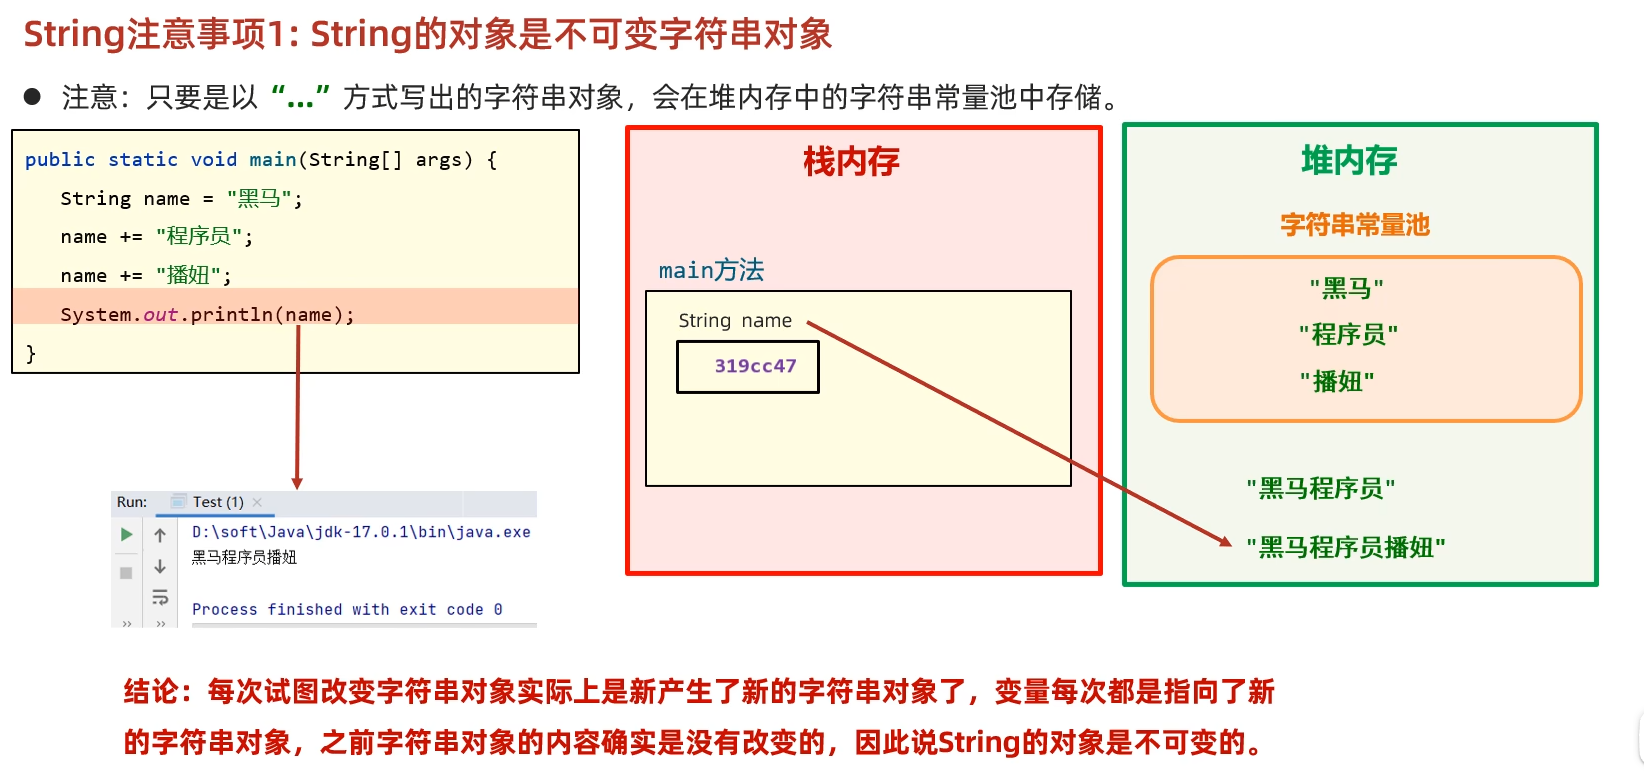 String注意事项1: String的对象是不可变字符串对象
● 注意：只要是以 “...” 方式写出的字符串对象，会在堆内存中的字符串常量池中存储。
public static void main(String[] args) {
String name = "黑马";
name += "程序员";
name += "播妞";
System.out.println(name);
}
Run: Test (1) ×
D:\soft\Java\jdk-17.0.1\bin\java.exe
黑马程序员播妞
Process finished with exit code 0
栈内存
main方法
String name
319cc47
堆内存
字符串常量池
"黑马"
"程序员"
"播妞"
"黑马程序员"
"黑马程序员播妞"
结论：每次试图改变字符串对象实际上是新产生了新的字符串对象了，变量每次都是指向了新
的字符串对象，之前字符串对象的内容确实是没有改变的，因此说String的对象是不可变的。